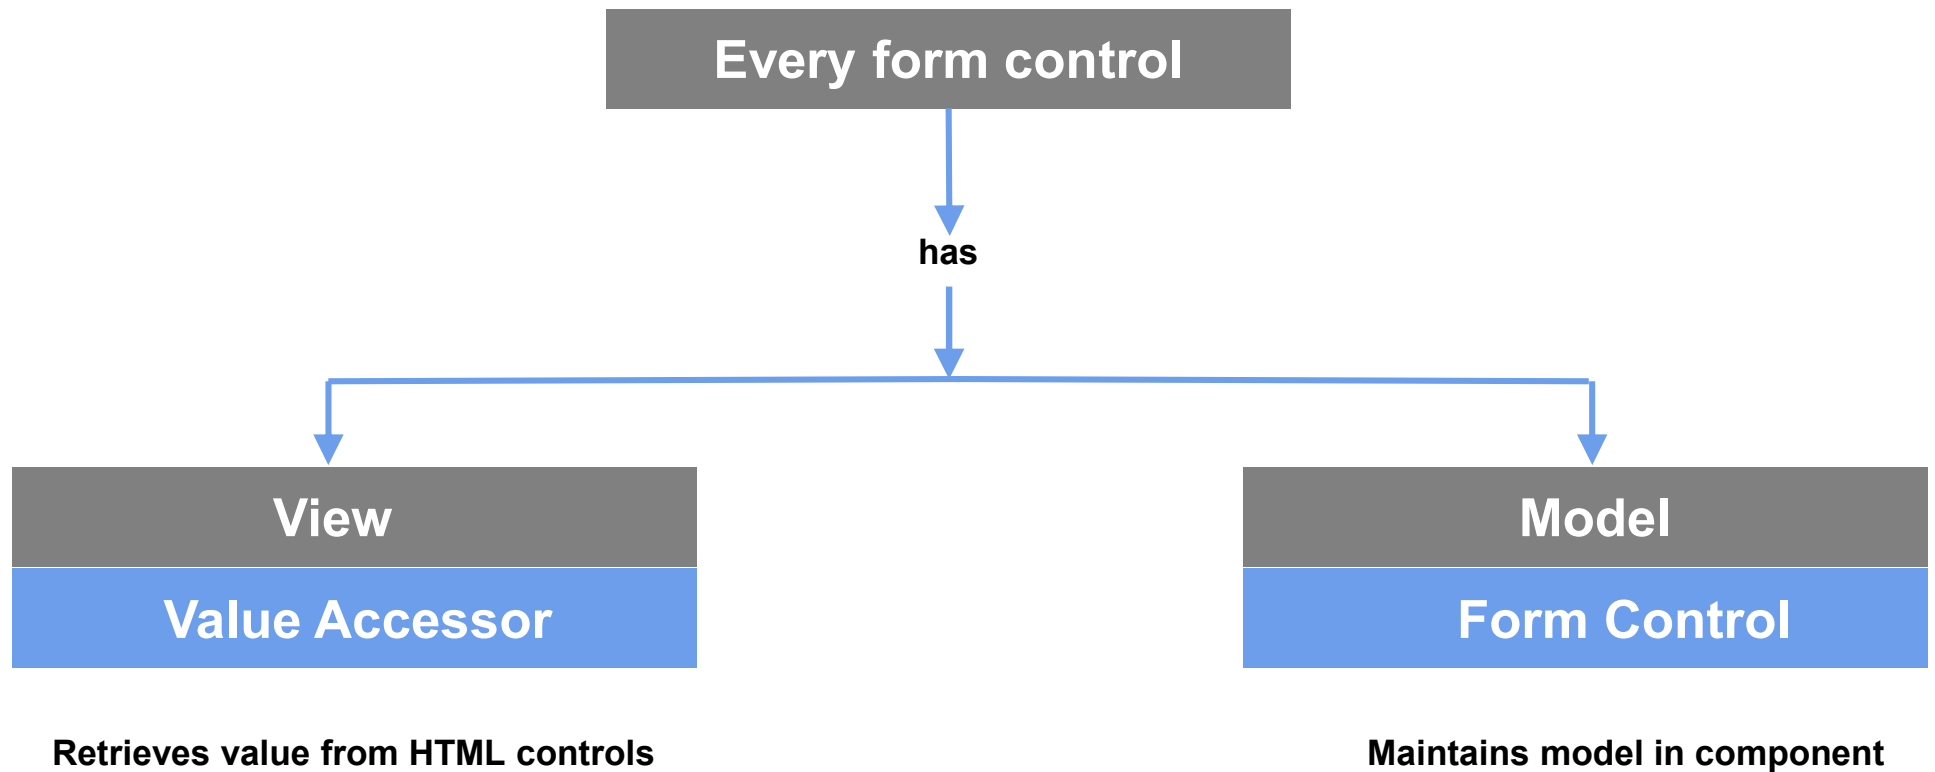 Every form control
has
View
Value Accessor
Retrieves value from HTML controls
Model
Form Control
Maintains model in component